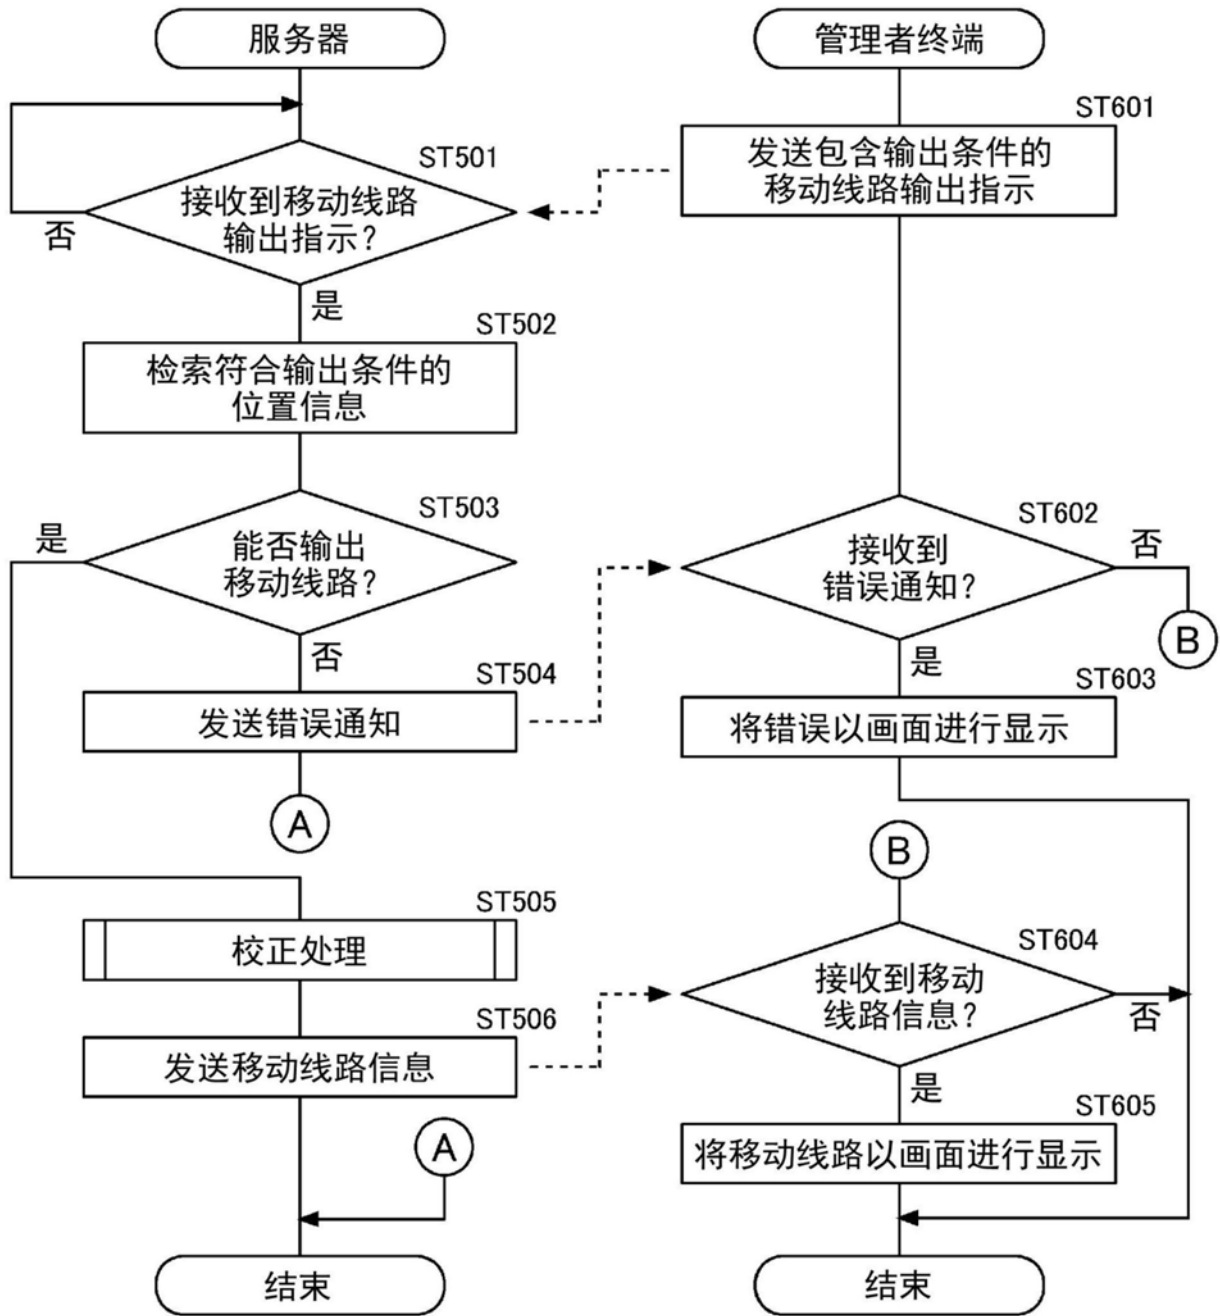 服务器
管理者终端
ST601
发送包含输出条件的
移动线路输出指示
ST501
接收到移动线路
输出指示?
否
是
ST502
检索符合输出条件的
位置信息
ST503
是
能否输出
移动线路?
否
ST602
接收到
错误通知?
否
B
是
ST504
发送错误通知
A
ST603
将错误以画面进行显示
B
ST505
校正处理
ST604
接收到移动
线路信息?
否
是
ST506
发送移动线路信息
A
ST605
将移动线路以画面进行显示
结束
结束